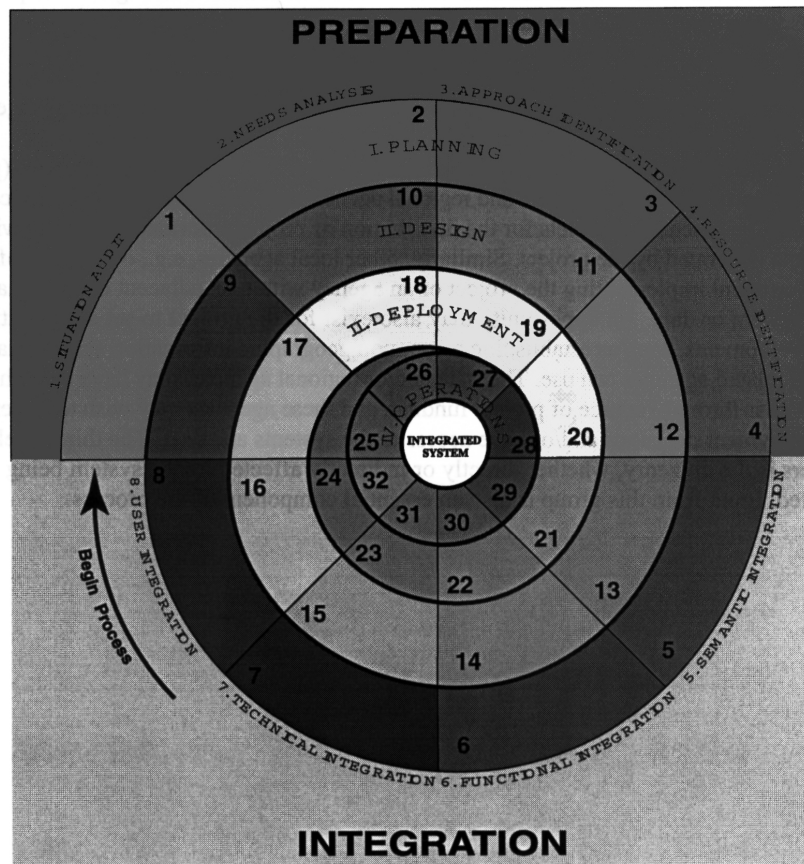 PREPARATION
1.SITUATION AUDIT
2.NEEDS ANALYSIS
3.APPROACH IDENTIFICATION
4.RESOURCE IDENTIFICATION
I.PLANNING
1
2
3
4
II.DESIGN
9
10
11
12
II.DEPLOYMENT
17
18
19
20
IV.OPERATIONS
25
26
27
28
INTEGRATED
SYSTEM
8
16
24
32
31
30
29
23
22
21
15
14
13
7
6
5
Begin Process
8.USER INTEGRATION
7.TECHNICAL INTEGRATION
6.FUNCTIONAL INTEGRATION
5.SEMANTIC INTEGRATION
INTEGRATION